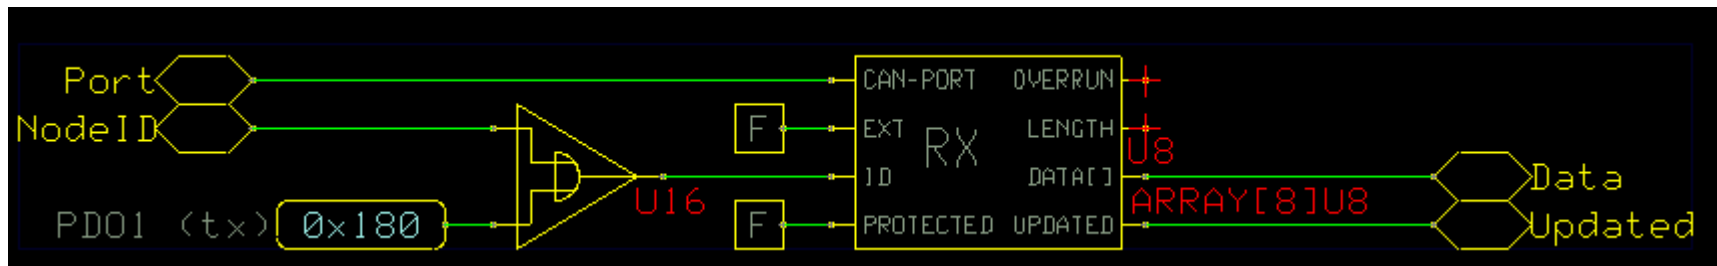 Port CAN-PORT OVERRUN
NodeID F EXT RX LENGTH
U8
ID DATA[] Data
U16 ARRAY[8]U8
PDO1 (tx) 0x180 F PROTECTED UPDATED Updated